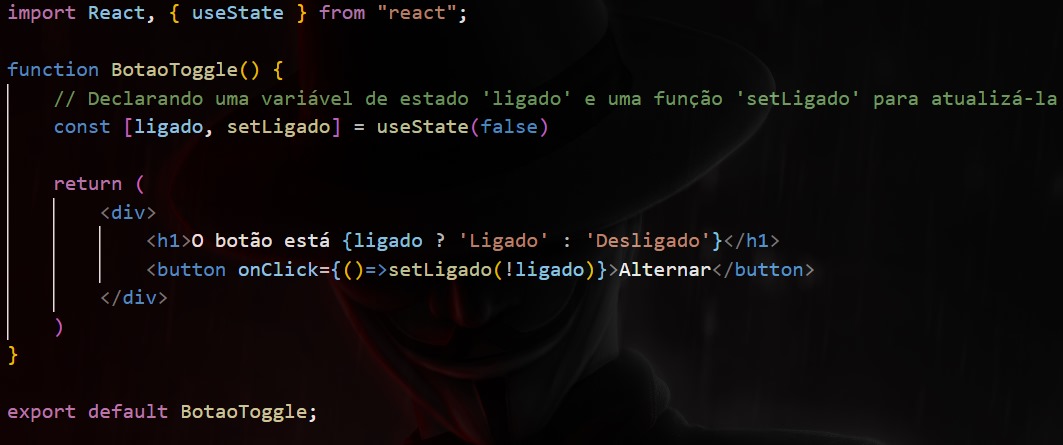 import React, { useState } from "react";
function BotaoToggle() {
// Declarando uma variável de estado 'ligado' e uma função 'setLigado' para atualizá-la
const [ligado, setLigado] = useState(false)
return (
<div>
<h1>O botão está {ligado ? 'Ligado' : 'Desligado'}</h1>
<button onClick={()=>setLigado(!ligado)}>Alternar</button>
</div>
)
}
export default BotaoToggle;